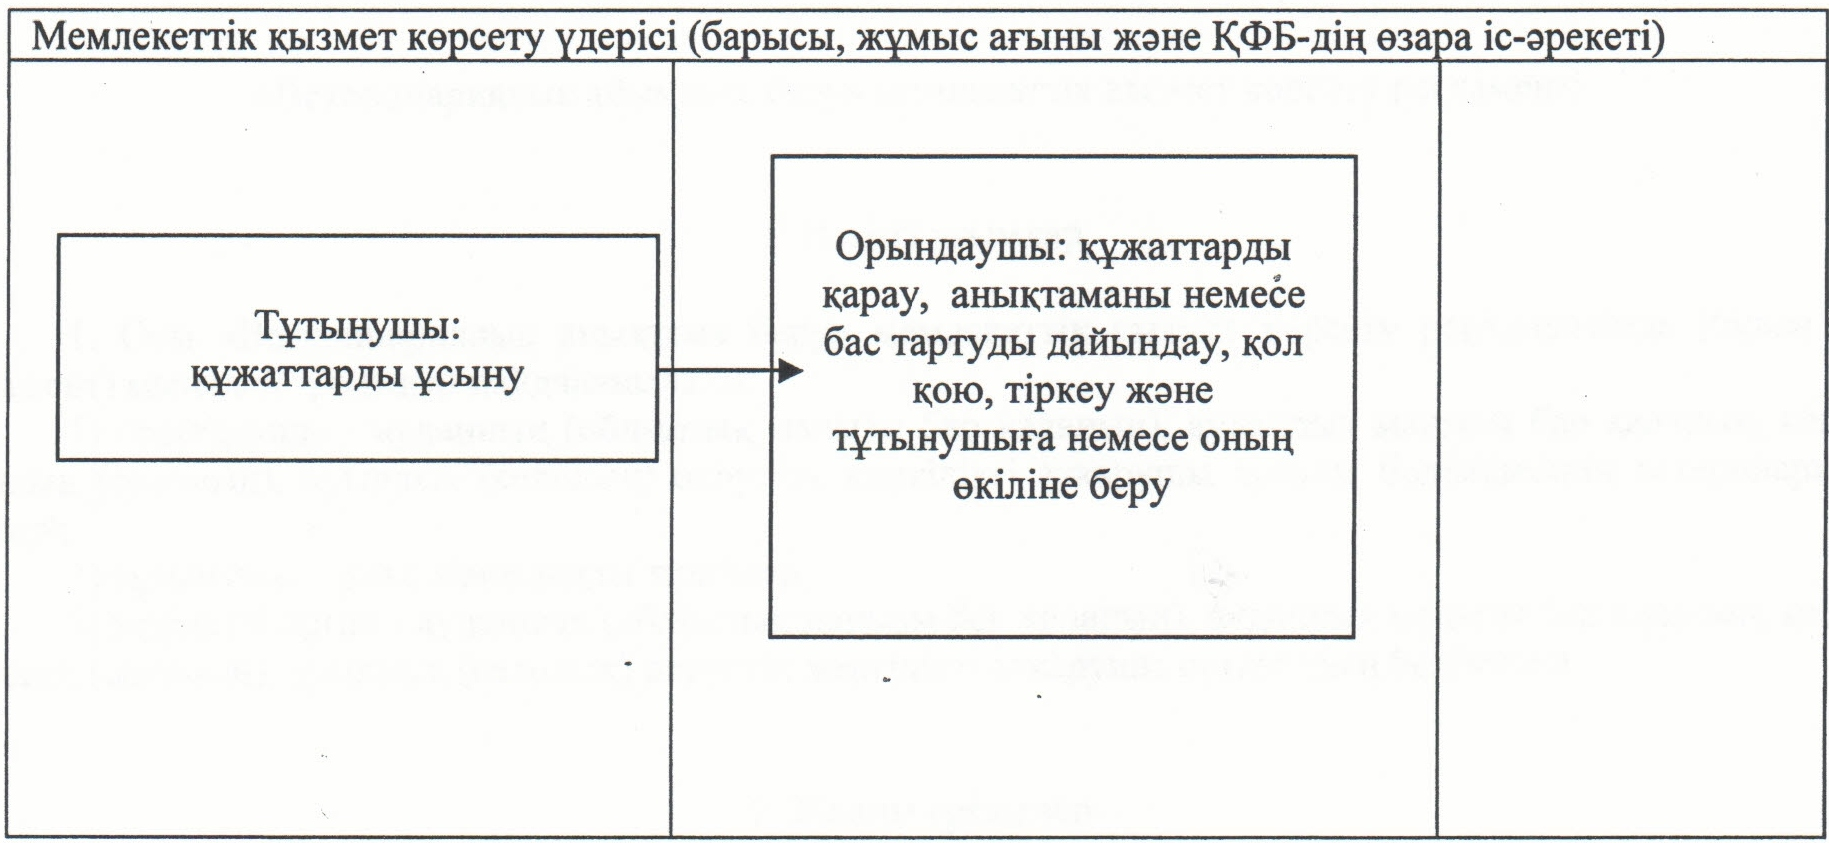 Мемлекеттік қызмет көрсету үдерісі (барысы, жұмыс ағыны және ҚФБ-дің өзара іс-әрекеті)
Тұтынушы:
құжаттарды ұсыну
Орындаушы: құжаттарды
қарау, анықтаманы немесе
бас тартуды дайындау, қол
қою, тіркеу және
тұтынушыға немесе оның
өкіліне беру